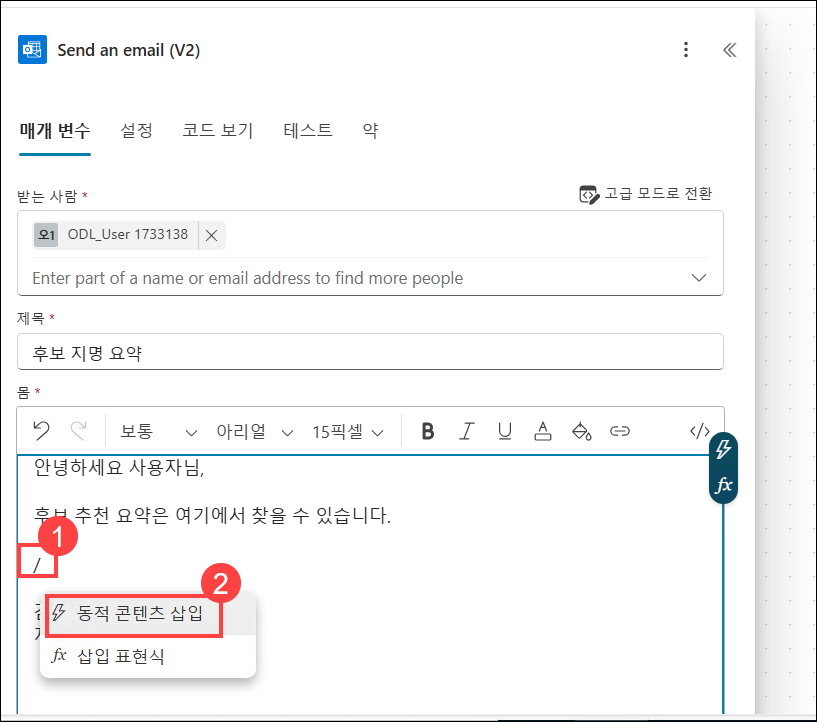 Send an email (V2)
매개 변수 설정 코드 보기 테스트 약
받는 사람 *
고급 모드로 전환
오1 ODL_User 1733138
Enter part of a name or email address to find more people
제목 *
후보 지명 요약
몸 *
보통 아리얼 15픽셀 B I U A </>
안녕하세요 사용자님,
fx
후보 추천 요약은 여기에서 찾을 수 있습니다.
1
/
2
동적 콘텐츠 삽입
fx 삽입 표현식